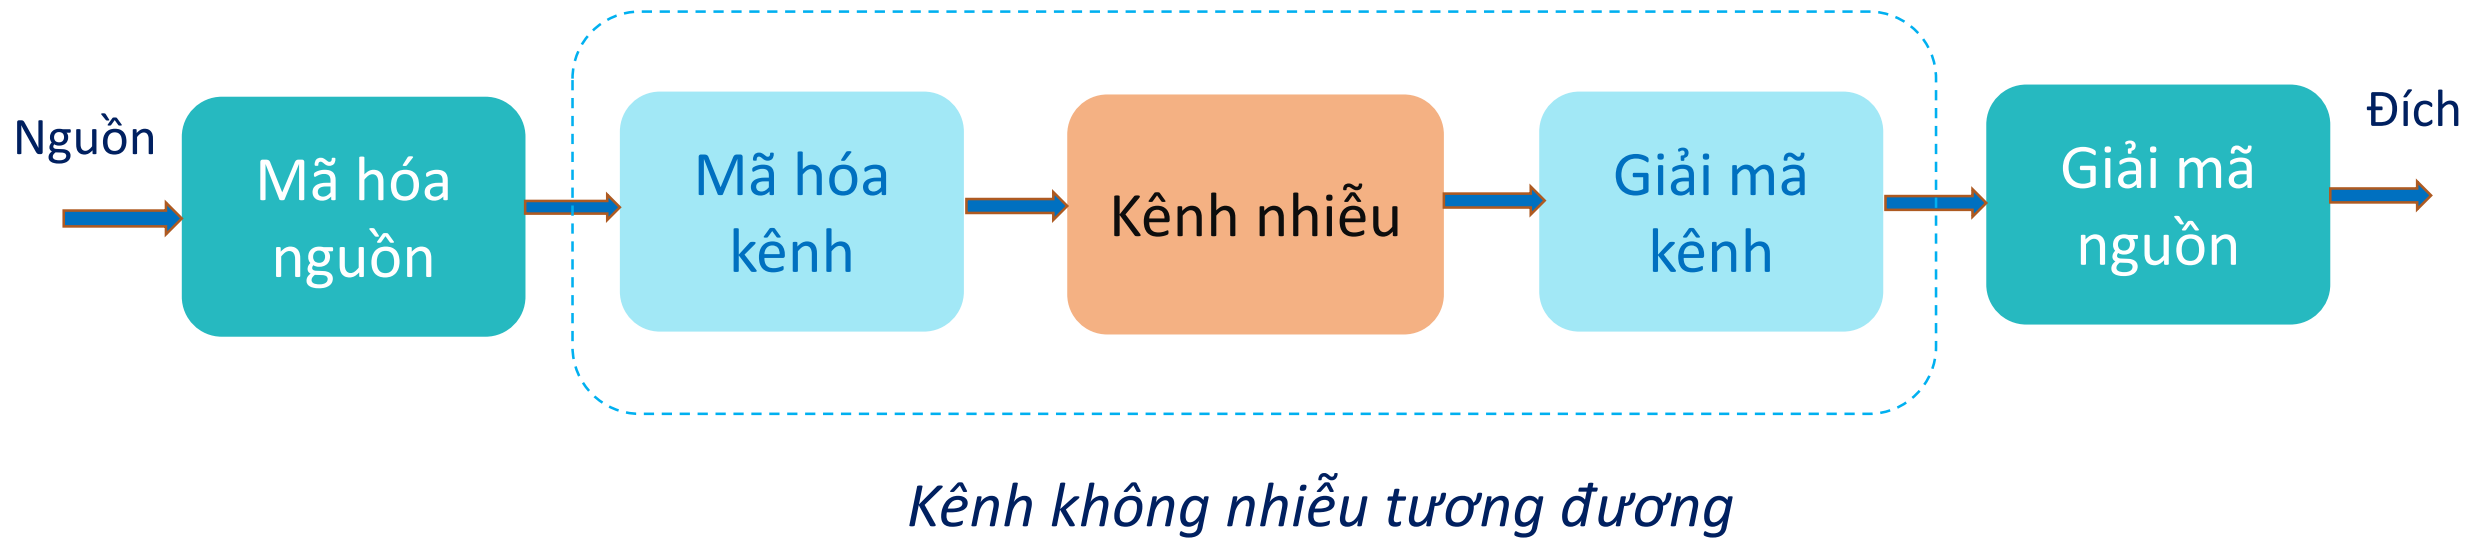 Nguồn
Mã hóa
nguồn
Mã hóa
kênh
Kênh nhiễu
Giải mã
kênh
Giải mã
nguồn
Đích
Kênh không nhiễu tương đương